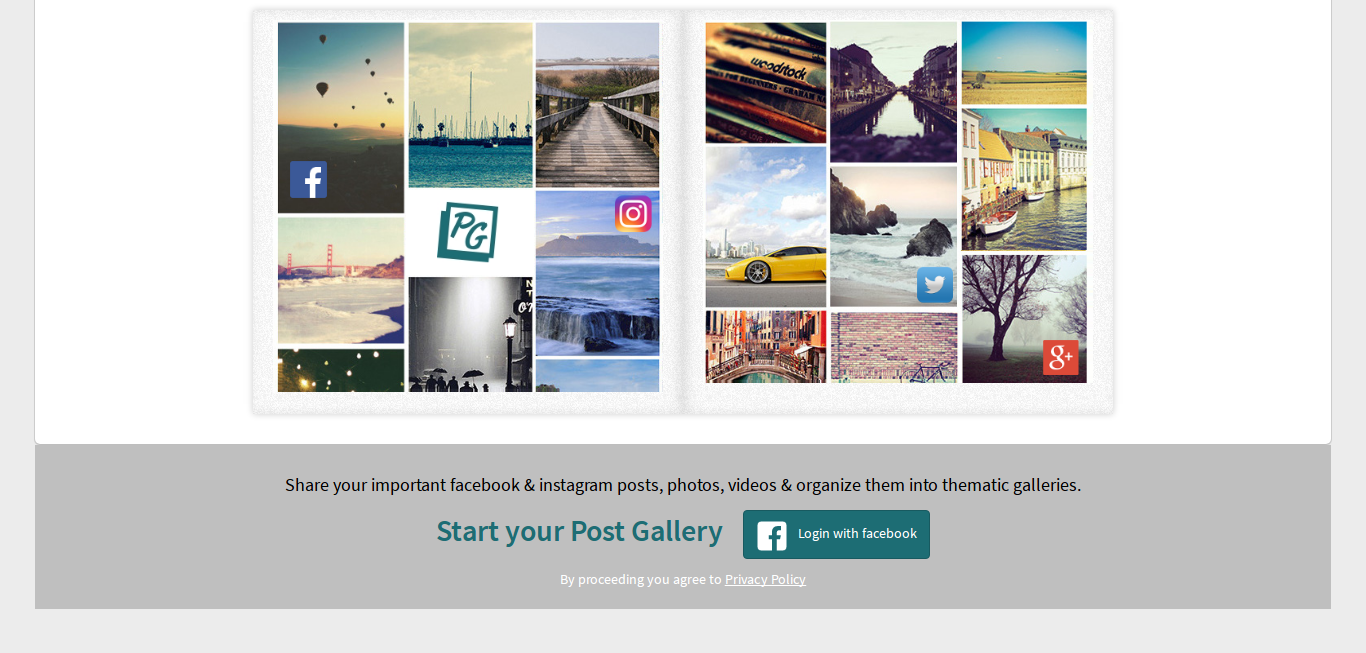 woodstock
PG
Share your important facebook & instagram posts, photos, videos & organize them into thematic galleries.
Start your Post Gallery
Login with facebook
By proceeding you agree to Privacy Policy